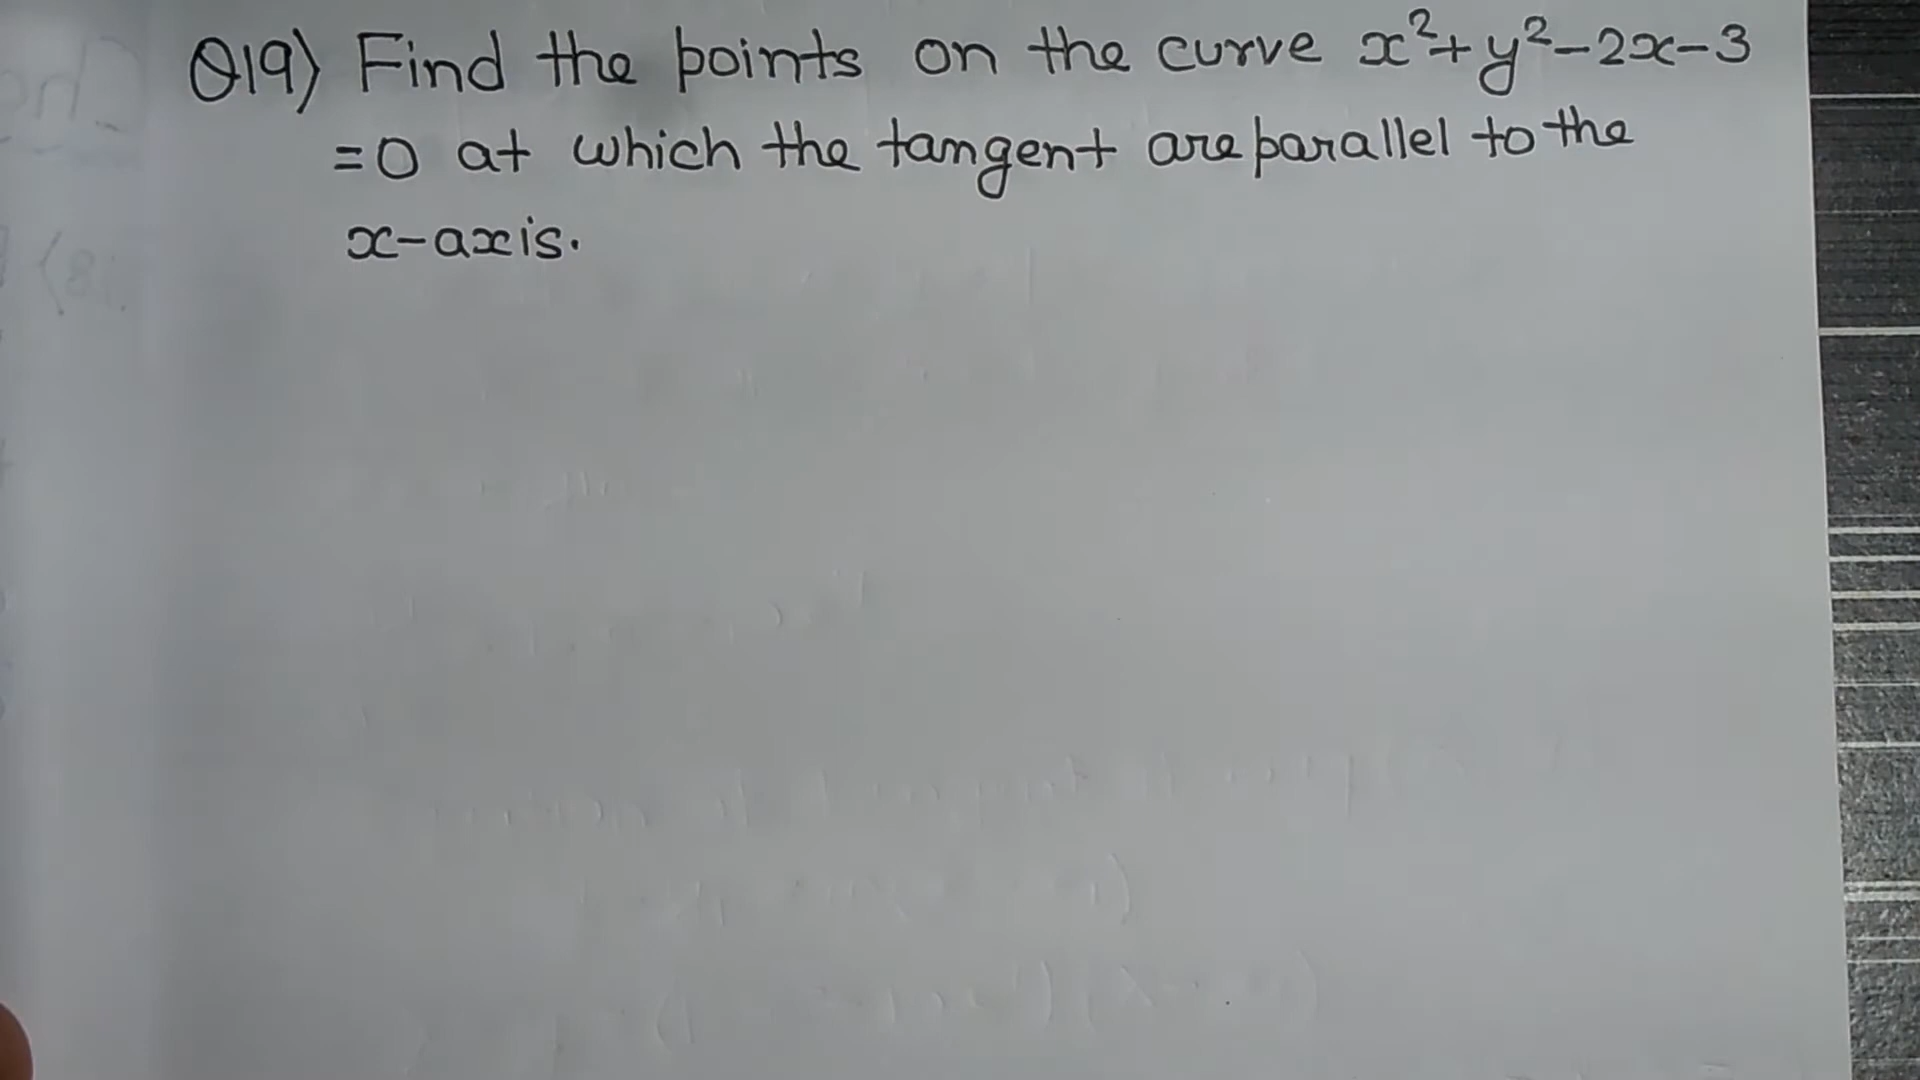 Q19) Find the points on the curve x²+y²-2x-3
=0 at which the tangent are parallel to the
x-axis.